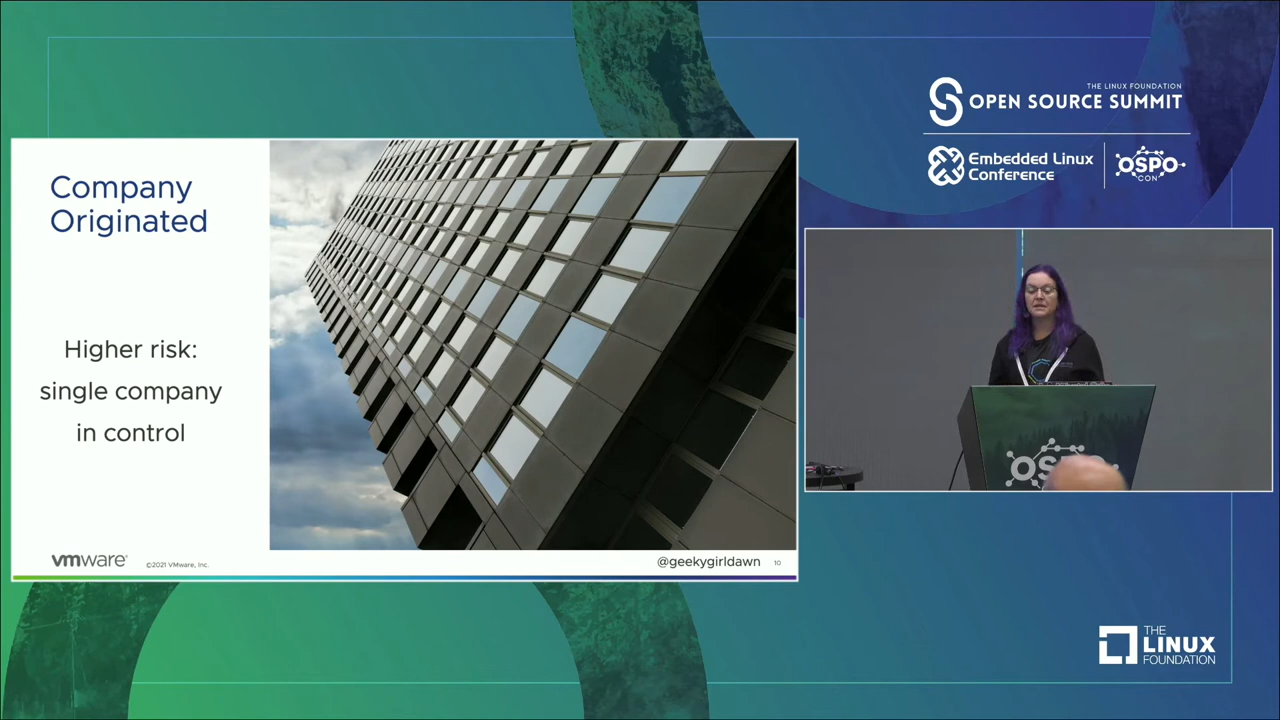 Company
Originated
Higher risk:
single company
in control
vmware®
©2021 VMware, Inc.
@geekygirldawn
10
THE LINUX FOUNDATION
OPEN SOURCE SUMMIT
Embedded Linux
Conference
OSPO
CON
OSPO
THE
LINUX
FOUNDATION